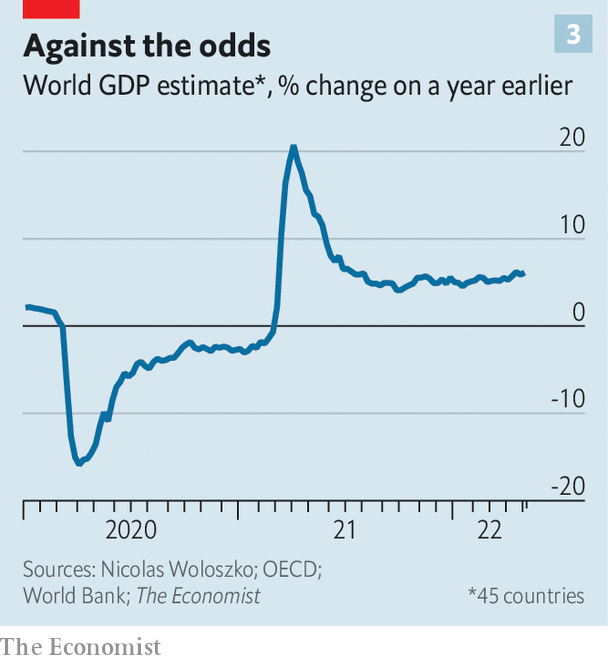 3
Against the odds
World GDP estimate*, % change on a year earlier
20
10
0
-10
-20
2020
21
22
Sources: Nicolas Woloszko; OECD;
World Bank; The Economist
*45 countries
The Economist